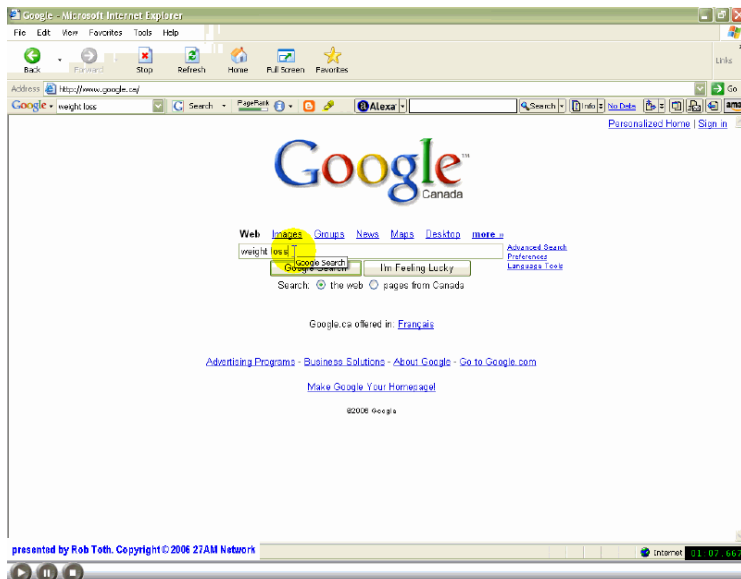 Google - Microsoft Internet Explorer
File Edit View Favorites Tools Help
Back Forward Stop Refresh Home Full Screen Favorites Links
Address http://www.google.ca/ Go
Google weight loss Search PageRank Alexa Search Info No Data
Personalized Home | Sign in
Google™
Canada
Web Images Groups News Maps Desktop more »
weight loss
Advanced Search
Preferences
Language Tools
Google Search I'm Feeling Lucky
Google Search
Search: the web pages from Canada
Google.ca offered in: Français
Advertising Programs - Business Solutions - About Google - Go to Google.com
Make Google Your Homepage!
©2006 Google
presented by Rob Toth. Copyright © 2006 27AM Network
Internet 01:07.667